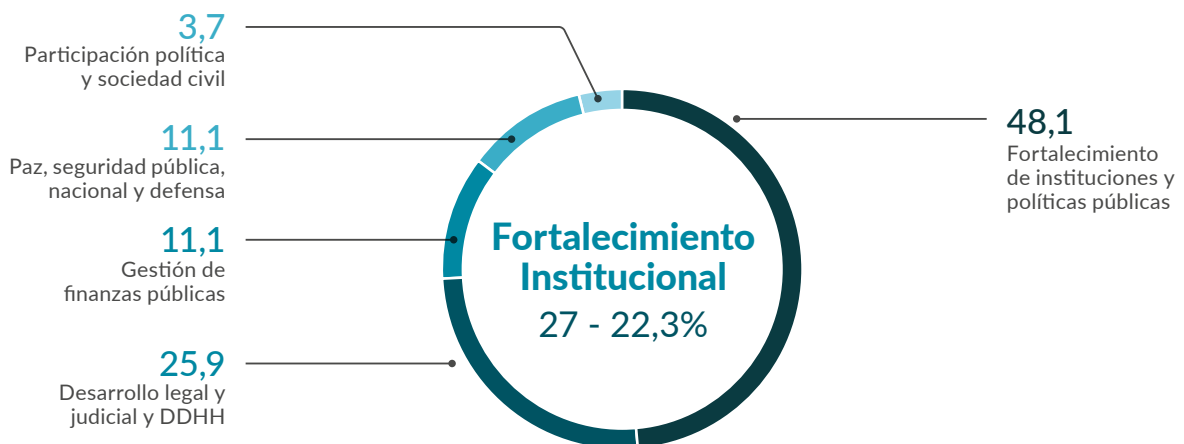 3,7
Participación política
y sociedad civil
11,1
Paz, seguridad pública,
nacional y defensa
11,1
Gestión de
finanzas públicas
25,9
Desarrollo legal y
judicial y DDHH
Fortalecimiento
Institucional
27 - 22,3%
48,1
Fortalecimiento
de instituciones y
políticas públicas